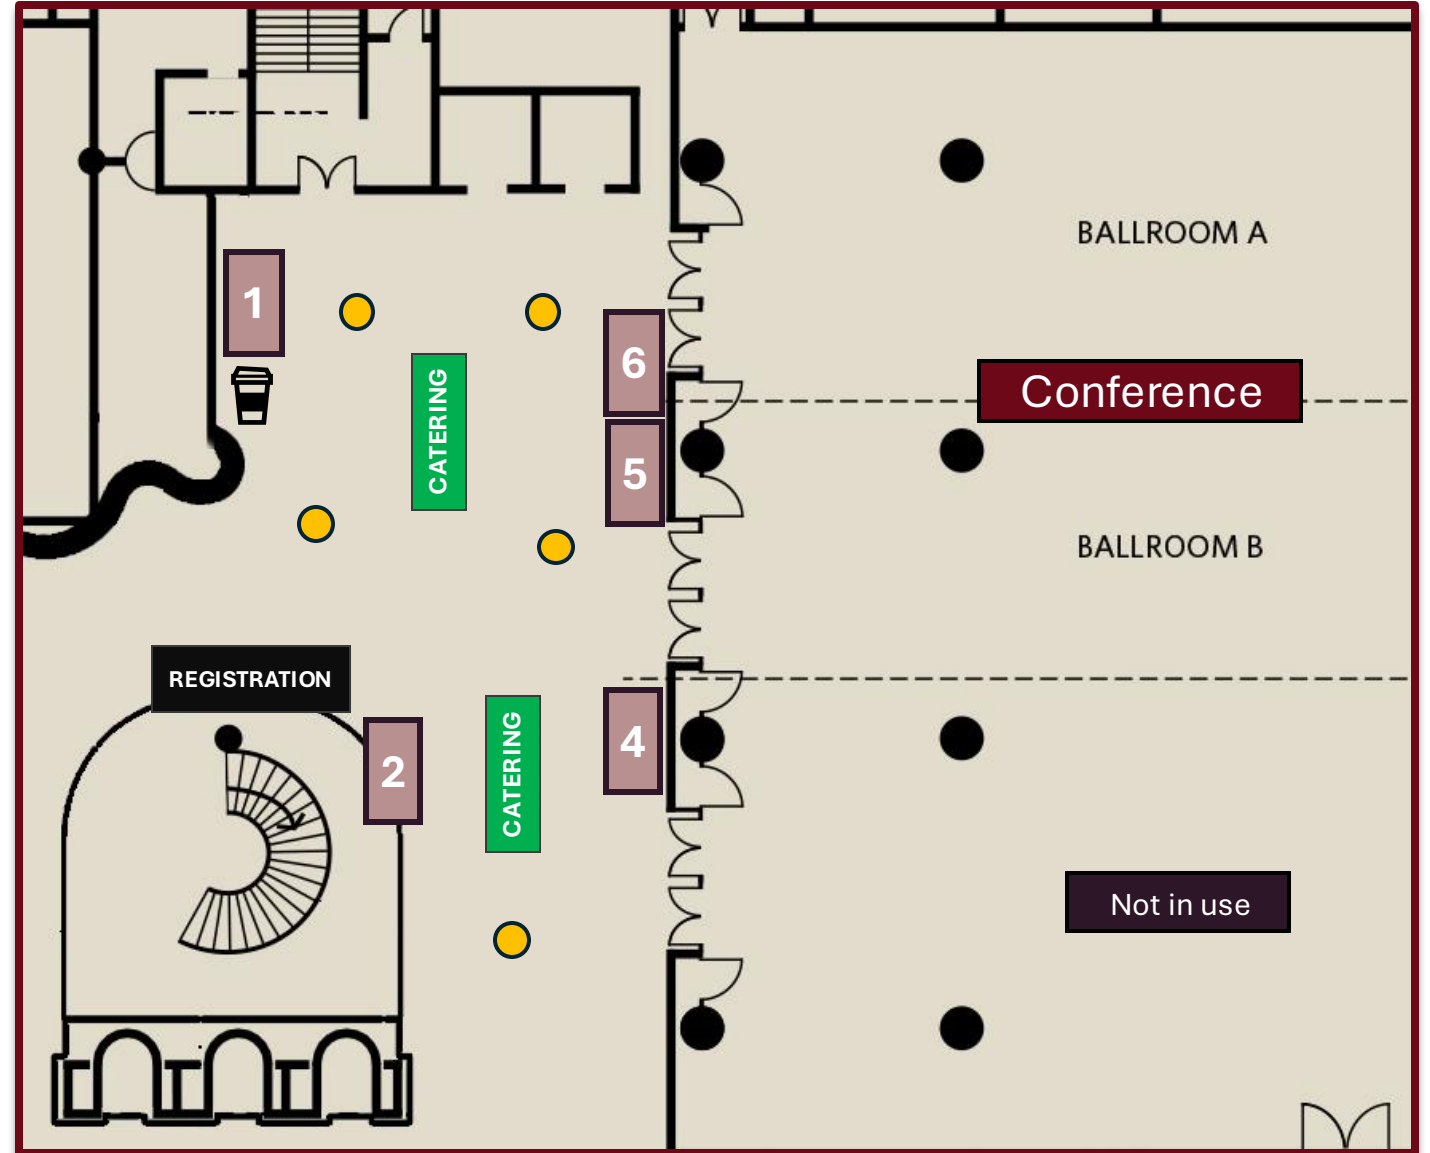 BALLROOM A
1
6
CATERING
Conference
5
BALLROOM B
REGISTRATION
4
2
CATERING
Not in use